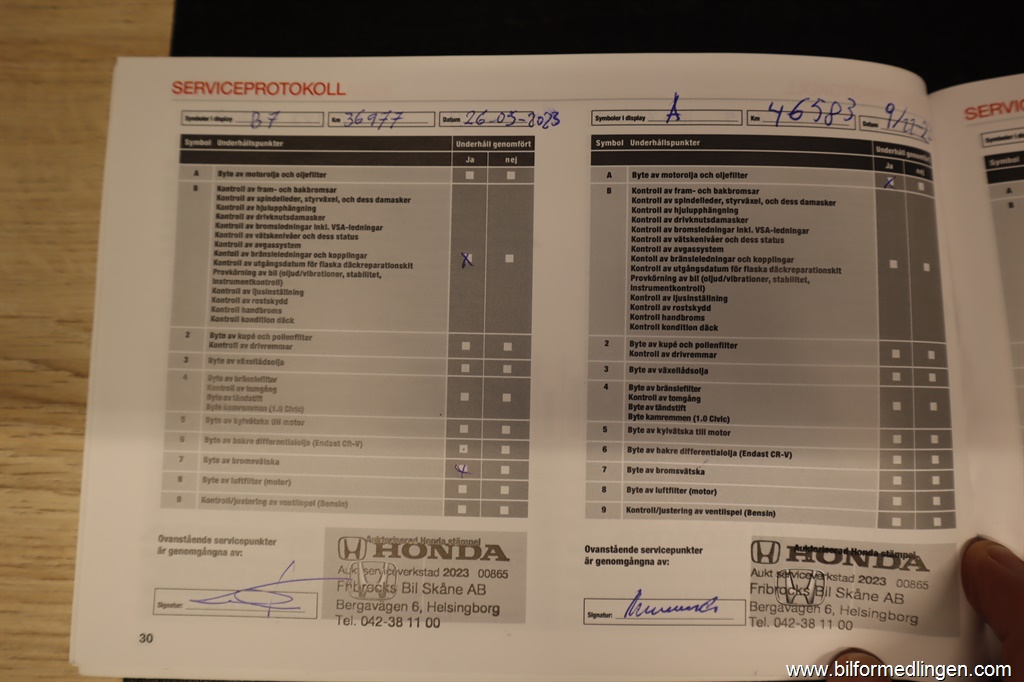 SERVICEPROTOKOLL
Symboler i display B7 Km 36977 Datum 26-05-2023
Symbol Underhållspunkter Underhåll genomfört
Ja nej
A Byte av motorolja och oljefilter
B Kontroll av fram- och bakbromsar
Kontroll av spindelleder, styrväxel, och dess damasker
Kontroll av hjulupphängning
Kontroll av drivknutsdamasker
Kontroll av bromsledningar inkl. VSA-ledningar
Kontroll av vätskenivåer och dess status
Kontroll av avgassystem
Kontoll av bränsleledningar och kopplingar
Kontroll av utgångsdatum för flaska däckreparationskit
Provkörning av bil (oljud/vibrationer, stabilitet,
instrumentkontroll)
Kontroll av ljusinställning
Kontroll av rostskydd
Kontroll handbroms
Kontroll kondition däck
X
2 Byte av kupé och pollenfilter
Kontroll av drivremmar
3 Byte av växellådsolja
4 Byte av bränslefilter
Kontroll av tomgång
Byte av tändstift
Byte kamremmen (1.0 Civic)
5 Byte av kylvätska till motor
6 Byte av bakre differentialolja (Endast CR-V)
7 Byte av bromsvätska
X
8 Byte av luftfilter (motor)
9 Kontroll/justering av ventilspel (Bensin)
Ovanstående servicepunkter
är genomgångna av:
Signatur:
Auktoriserad Honda stämpel
HONDA
Aukt serviceverkstad 2023 00865
Fribrocks Bil Skåne AB
Bergavägen 6, Helsingborg
Tel. 042-38 11 00
30
Symboler i display A Km 46583 Datum
Symbol Underhållspunkter Underhåll genomfört
Ja nej
A Byte av motorolja och oljefilter
X
B Kontroll av fram- och bakbromsar
Kontroll av spindelleder, styrväxel, och dess damasker
Kontroll av hjulupphängning
Kontroll av drivknutsdamasker
Kontroll av bromsledningar inkl. VSA-ledningar
Kontroll av vätskenivåer och dess status
Kontroll av avgassystem
Kontoll av bränsleledningar och kopplingar
Kontroll av utgångsdatum för flaska däckreparationskit
Provkörning av bil (oljud/vibrationer, stabilitet,
instrumentkontroll)
Kontroll av ljusinställning
Kontroll av rostskydd
Kontroll handbroms
Kontroll kondition däck
2 Byte av kupé och pollenfilter
Kontroll av drivremmar
3 Byte av växellådsolja
4 Byte av bränslefilter
Kontroll av tomgång
Byte av tändstift
Byte kamremmen (1.0 Civic)
5 Byte av kylvätska till motor
6 Byte av bakre differentialolja (Endast CR-V)
7 Byte av bromsvätska
8 Byte av luftfilter (motor)
9 Kontroll/justering av ventilspel (Bensin)
Ovanstående servicepunkter
är genomgångna av:
Signatur:
Auktoriserad Honda stämpel
HONDA
Aukt serviceverkstad 2023 00865
Fribrocks Bil Skåne AB
Bergavägen 6, Helsingborg
Tel. 042-38 11 00
SERVIC
Symbol
A
B
www.bilformedlingen.com